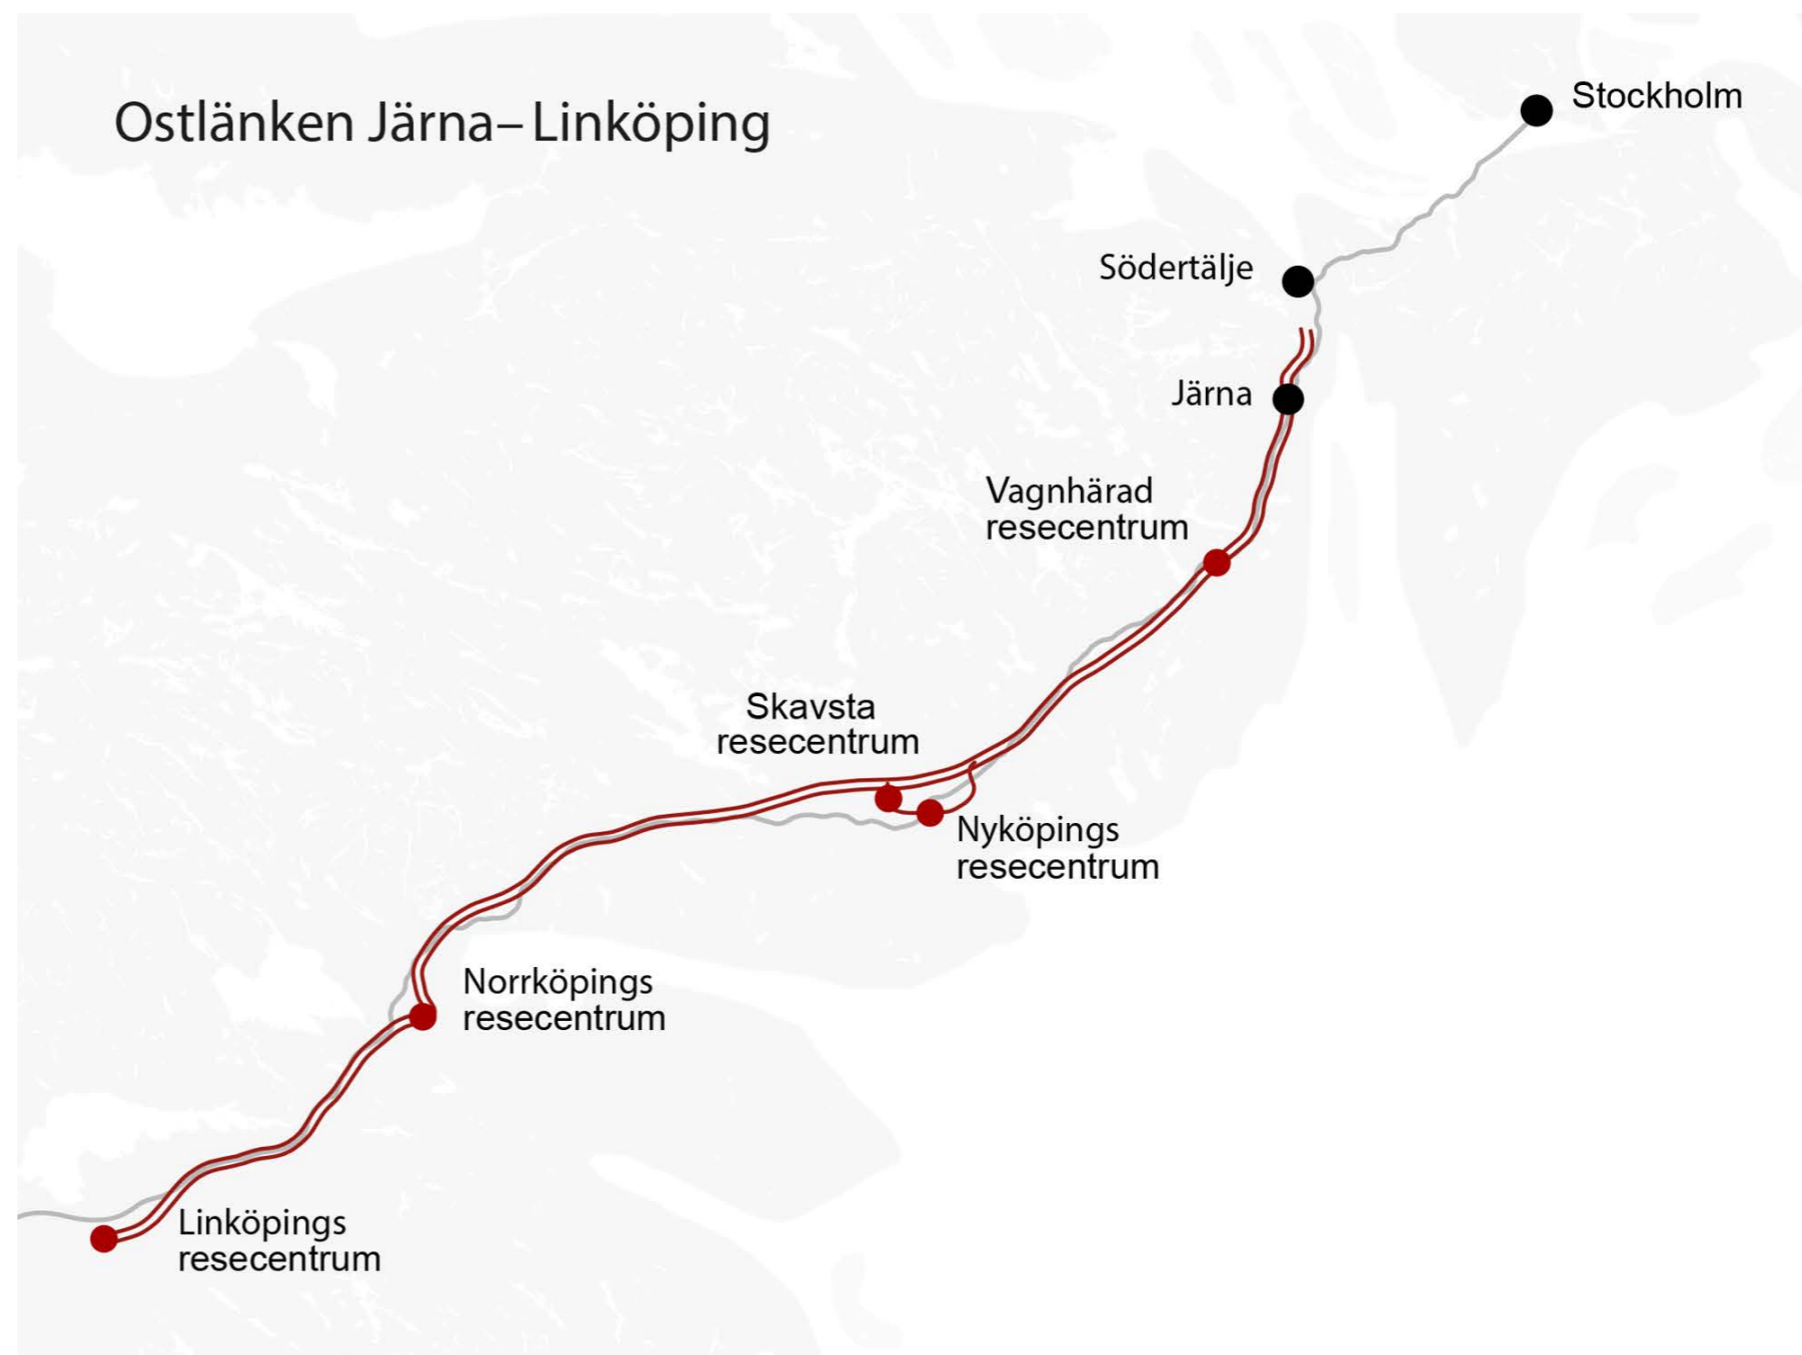 Ostlänken Järna–Linköping
Stockholm
Södertälje
Järna
Vagnhärad
resecentrum
Skavsta
resecentrum
Nyköpings
resecentrum
Norrköpings
resecentrum
Linköpings
resecentrum